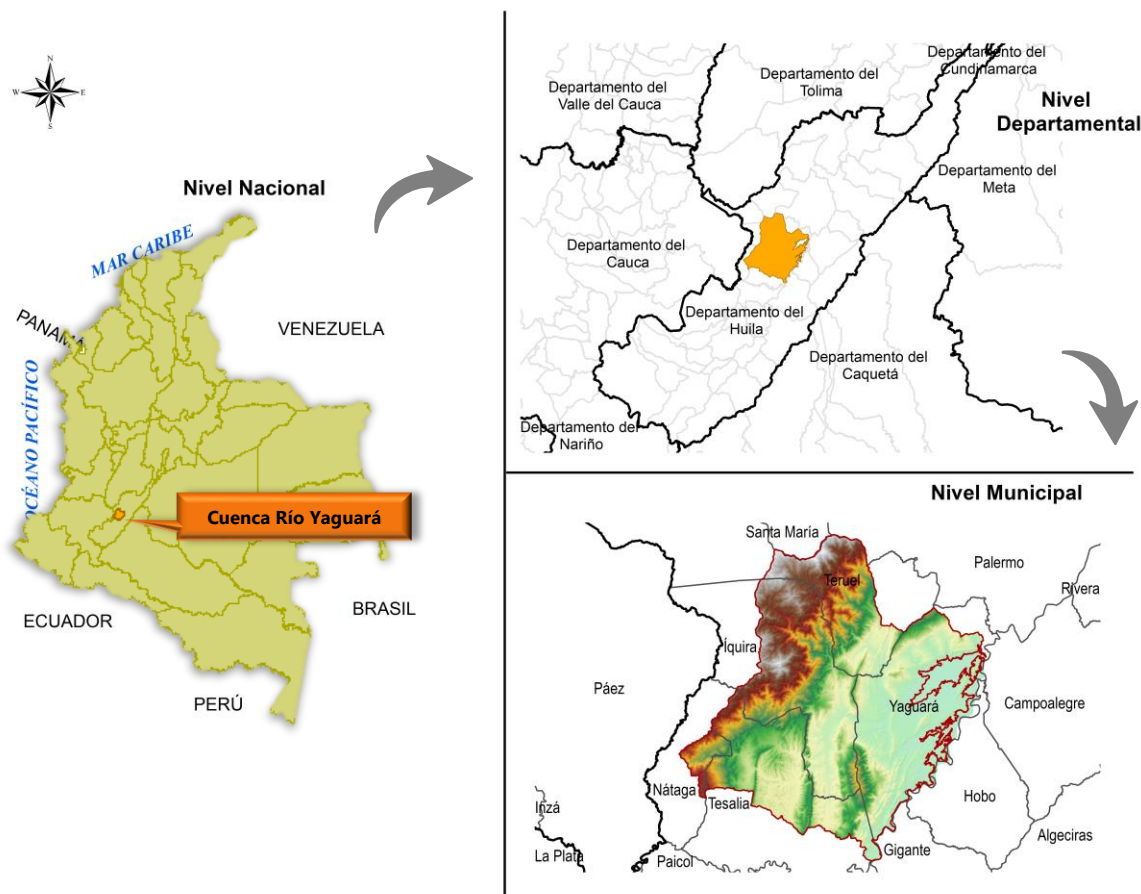 N
W
E
S
Nivel Nacional
MAR CARIBE
PANAMÁ
VENEZUELA
OCÉANO PACÍFICO
Cuenca Río Yaguará
ECUADOR
BRASIL
PERÚ
Departamento del
Cundinamarca
Departamento del
Valle del Cauca
Departamento del
Tolima
Nivel
Departamental
Departamento del
Meta
Departamento del
Cauca
Departamento del
Huila
Departamento del
Caquetá
Departamento del
Nariño
Nivel Municipal
Santa María
Palermo
Teruel
Rivera
Íquira
Páez
Yaguará
Campoalegre
Nátaga
Tesalia
Hobo
Inzá
Algeciras
La Plata
Paicol
Gigante